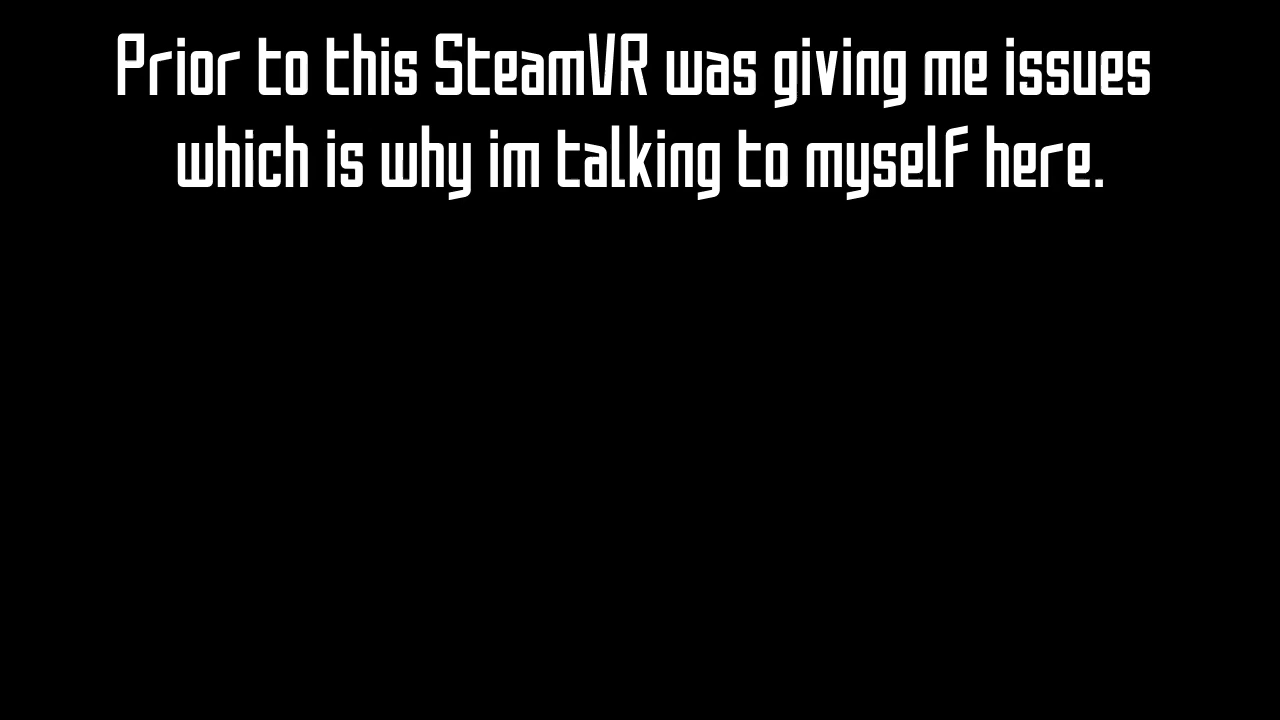 Prior to this SteamVR was giving me issues
which is why im talking to myself here.